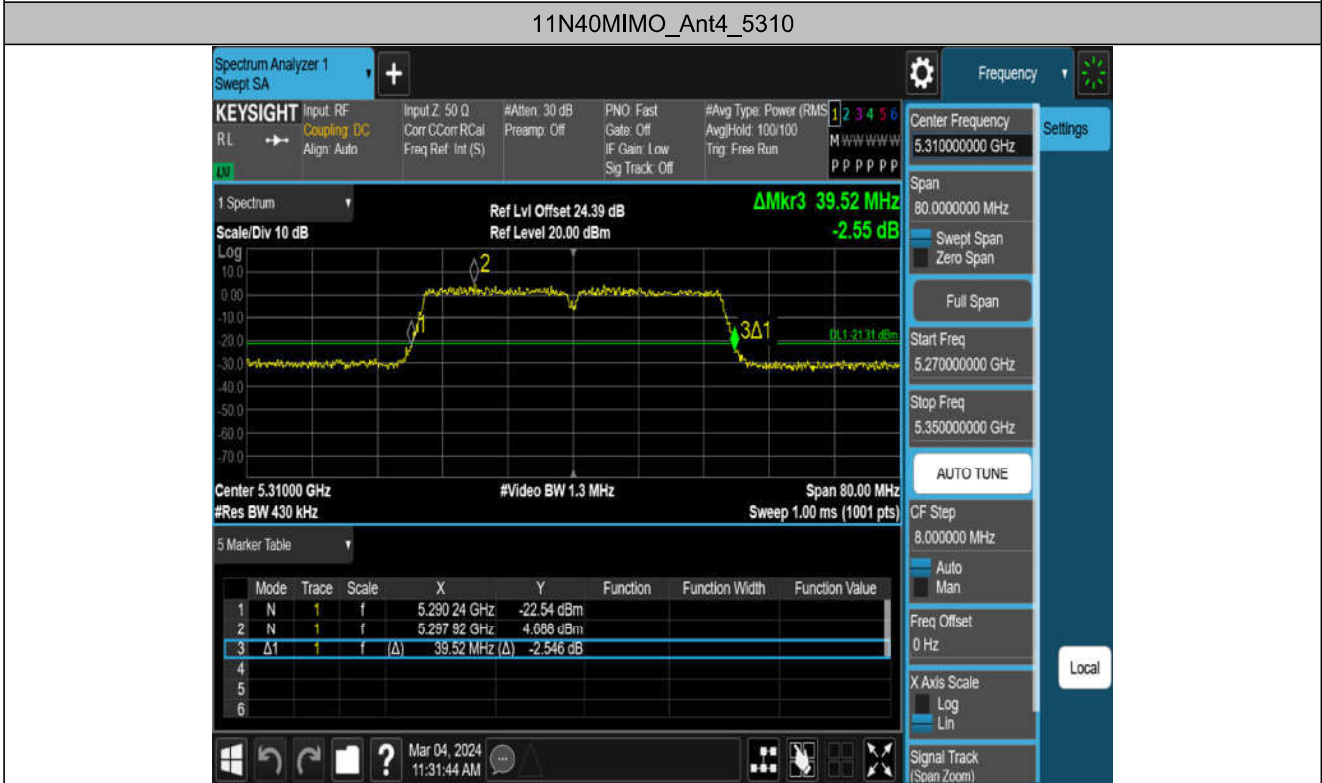 11N40MIMO_Ant4_5310
Spectrum Analyzer 1
Swept SA
+
Frequency
KEYSIGHT
RL
LXI
Input: RF
Coupling: DC
Align: Auto
Input Z: 50 Ω
Corr CCorr RCal
Freq Ref: Int (S)
#Atten: 30 dB
Preamp: Off
PNO: Fast
Gate: Off
IF Gain: Low
Sig Track: Off
#Avg Type: Power (RMS
Avg|Hold: 100/100
Trig: Free Run
1 2 3 4 5 6
M W W W W W
P P P P P P
1 Spectrum
Scale/Div 10 dB
Ref Lvl Offset 24.39 dB
Ref Level 20.00 dBm
ΔMkr3 39.52 MHz
-2.55 dB
Log
10.0
0.00
-10.0
-20.0
-30.0
-40.0
-50.0
-60.0
-70.0
2
1
3Δ1
DL1 -21.31 dBm
Center 5.31000 GHz
#Video BW 1.3 MHz
Span 80.00 MHz
#Res BW 430 kHz
Sweep 1.00 ms (1001 pts)
5 Marker Table
Mode Trace Scale X Y Function Function Width Function Value
1 N 1 f 5.290 24 GHz -22.54 dBm
2 N 1 f 5.297 92 GHz 4.688 dBm
3 Δ1 1 f (Δ) 39.52 MHz (Δ) -2.546 dB
4
5
6
?
Mar 04, 2024
11:31:44 AM
Center Frequency
5.310000000 GHz
Settings
Span
80.0000000 MHz
Swept Span
Zero Span
Full Span
Start Freq
5.270000000 GHz
Stop Freq
5.350000000 GHz
AUTO TUNE
CF Step
8.000000 MHz
Auto
Man
Freq Offset
0 Hz
X Axis Scale
Log
Lin
Local
Signal Track
(Span Zoom)